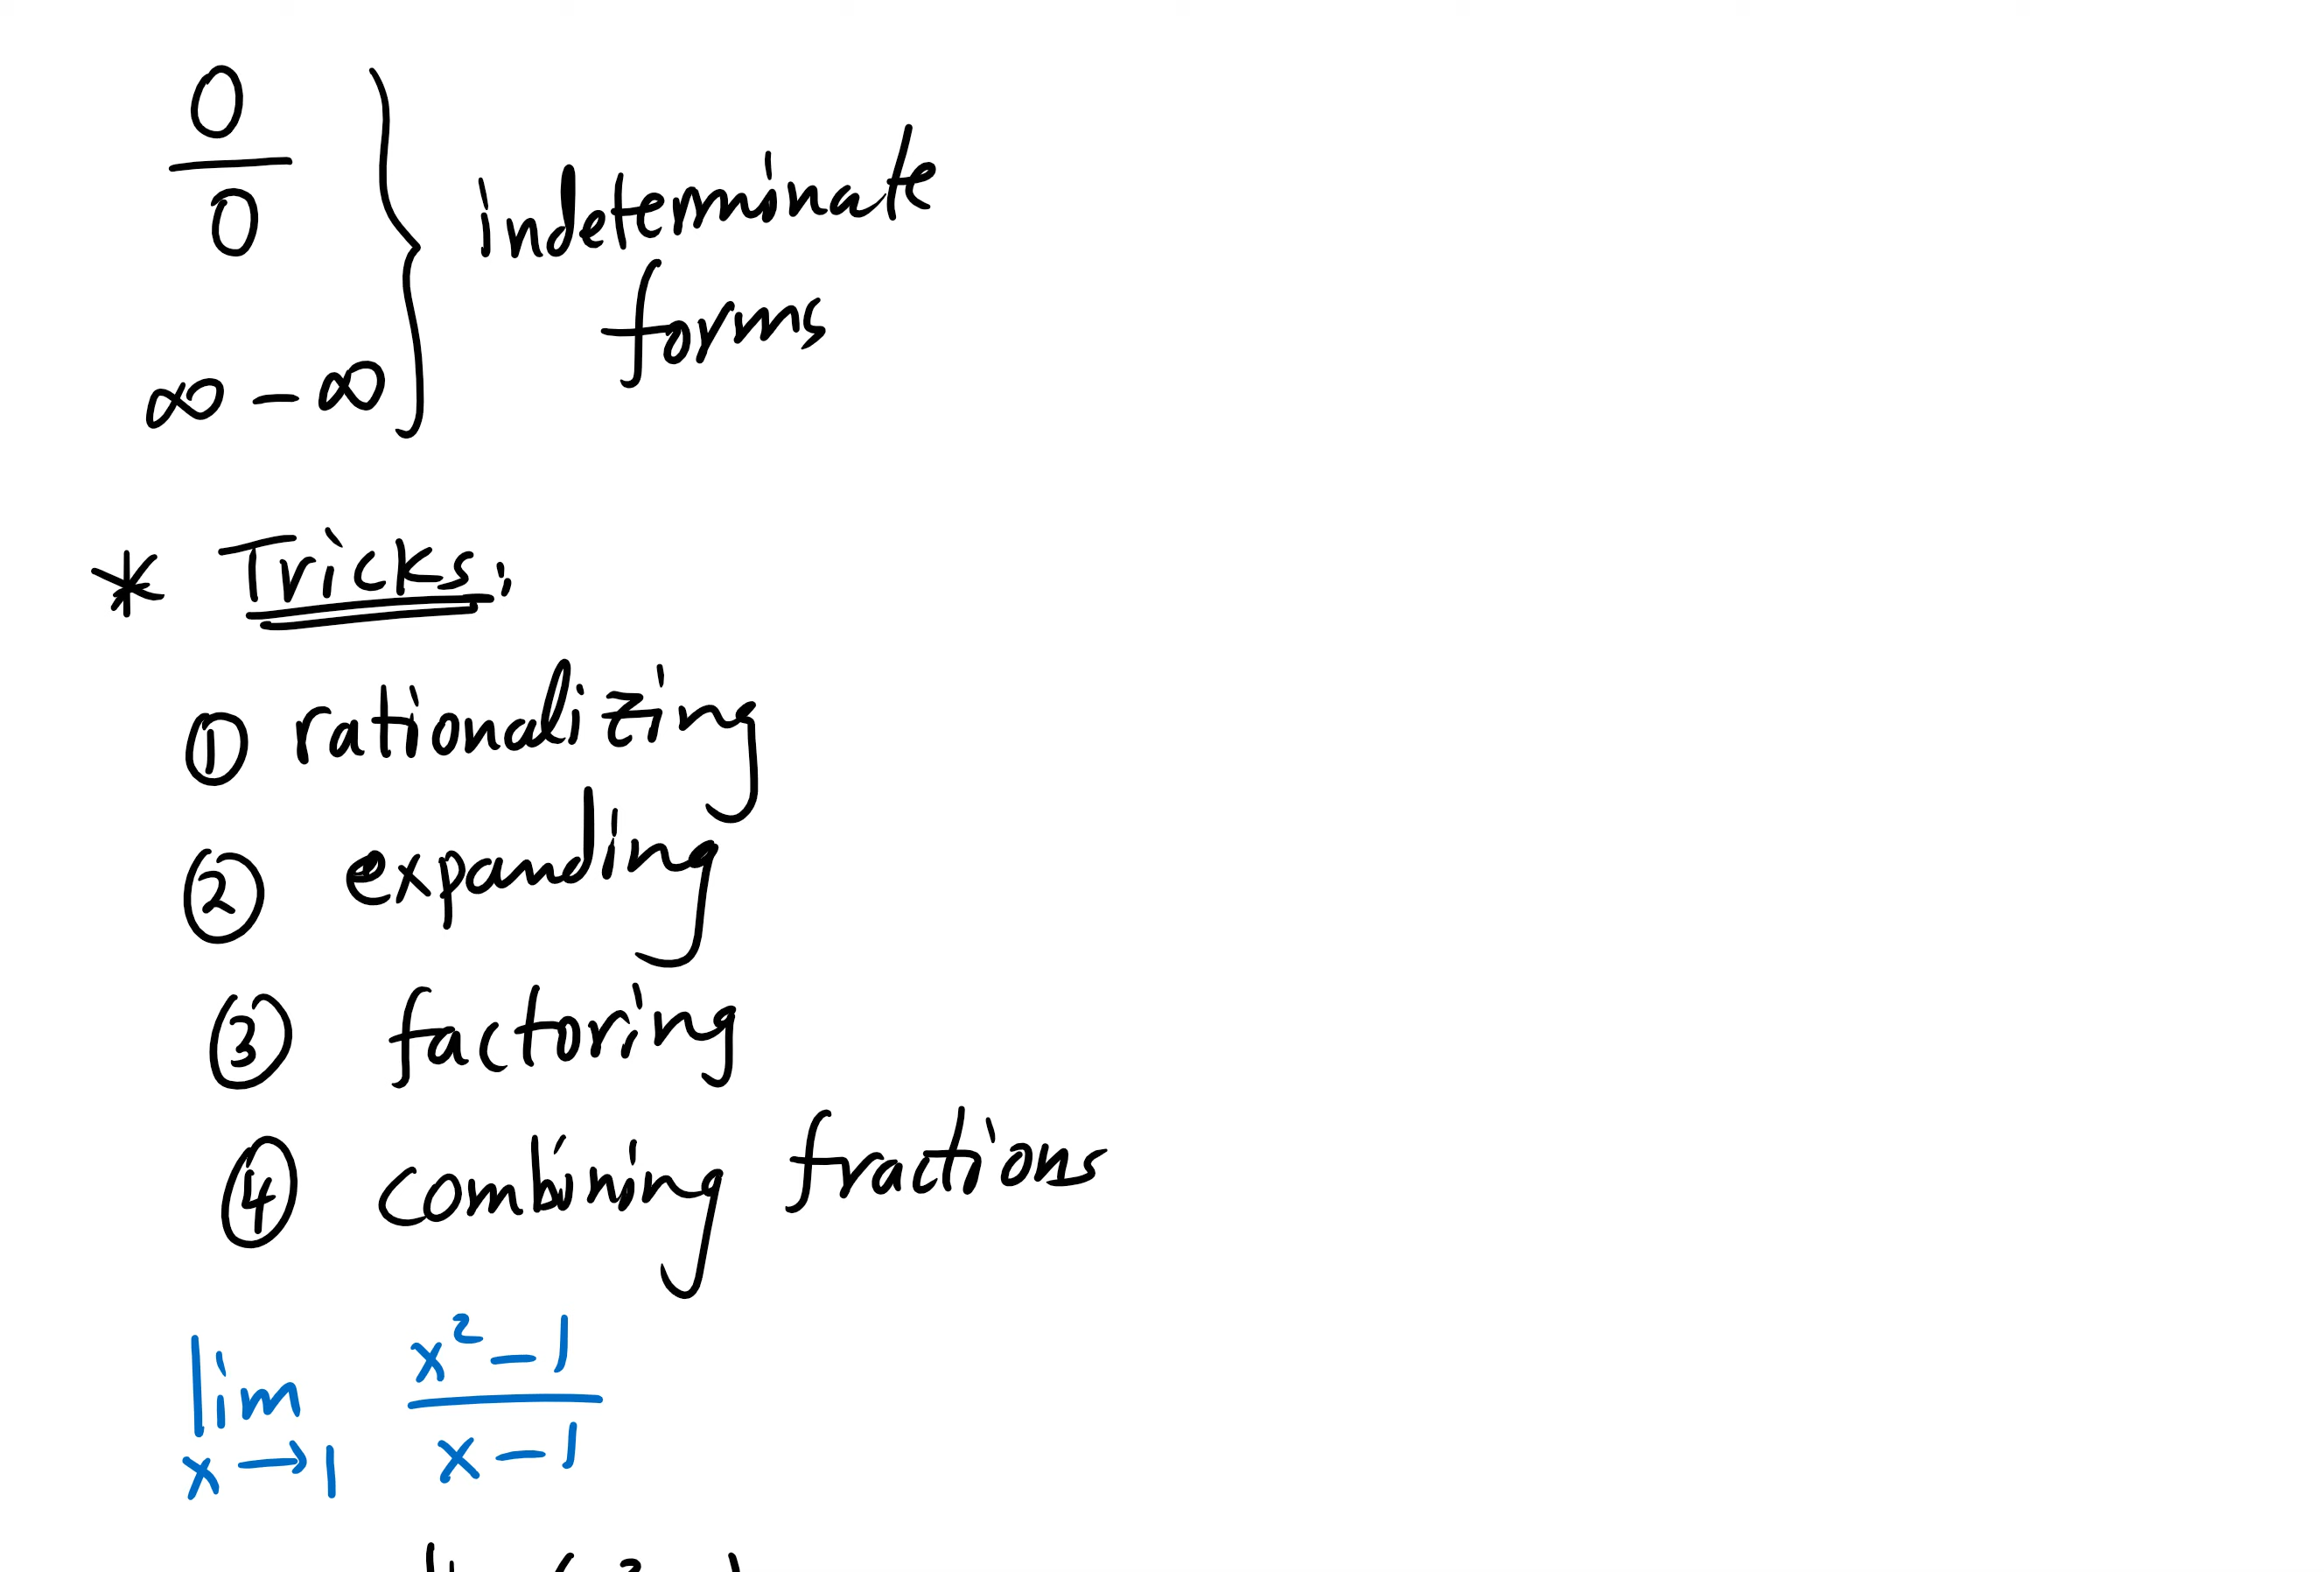 0/0
indeterminate
forms
∞ - ∞
* Tricks:
① rationalizing
② expanding
③ factoring
④ combining fractions
lim x→1 (x² - 1)/(x - 1)